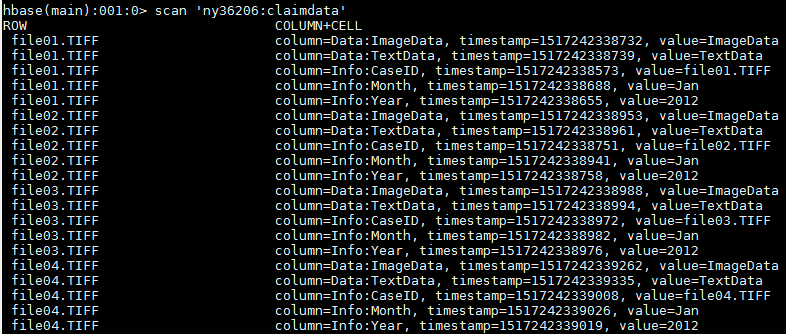 hbase(main):001:0> scan 'ny36206:claimdata'
ROW COLUMN+CELL
file01.TIFF column=Data:ImageData, timestamp=1517242338732, value=ImageData
file01.TIFF column=Data:TextData, timestamp=1517242338739, value=TextData
file01.TIFF column=Info:CaseID, timestamp=1517242338573, value=file01.TIFF
file01.TIFF column=Info:Month, timestamp=1517242338688, value=Jan
file01.TIFF column=Info:Year, timestamp=1517242338655, value=2012
file02.TIFF column=Data:ImageData, timestamp=1517242338953, value=ImageData
file02.TIFF column=Data:TextData, timestamp=1517242338961, value=TextData
file02.TIFF column=Info:CaseID, timestamp=1517242338751, value=file02.TIFF
file02.TIFF column=Info:Month, timestamp=1517242338941, value=Jan
file02.TIFF column=Info:Year, timestamp=1517242338758, value=2012
file03.TIFF column=Data:ImageData, timestamp=1517242338988, value=ImageData
file03.TIFF column=Data:TextData, timestamp=1517242338994, value=TextData
file03.TIFF column=Info:CaseID, timestamp=1517242338972, value=file03.TIFF
file03.TIFF column=Info:Month, timestamp=1517242338982, value=Jan
file03.TIFF column=Info:Year, timestamp=1517242338976, value=2012
file04.TIFF column=Data:ImageData, timestamp=1517242339262, value=ImageData
file04.TIFF column=Data:TextData, timestamp=1517242339335, value=TextData
file04.TIFF column=Info:CaseID, timestamp=1517242339008, value=file04.TIFF
file04.TIFF column=Info:Month, timestamp=1517242339026, value=Jan
file04.TIFF column=Info:Year, timestamp=1517242339019, value=2012